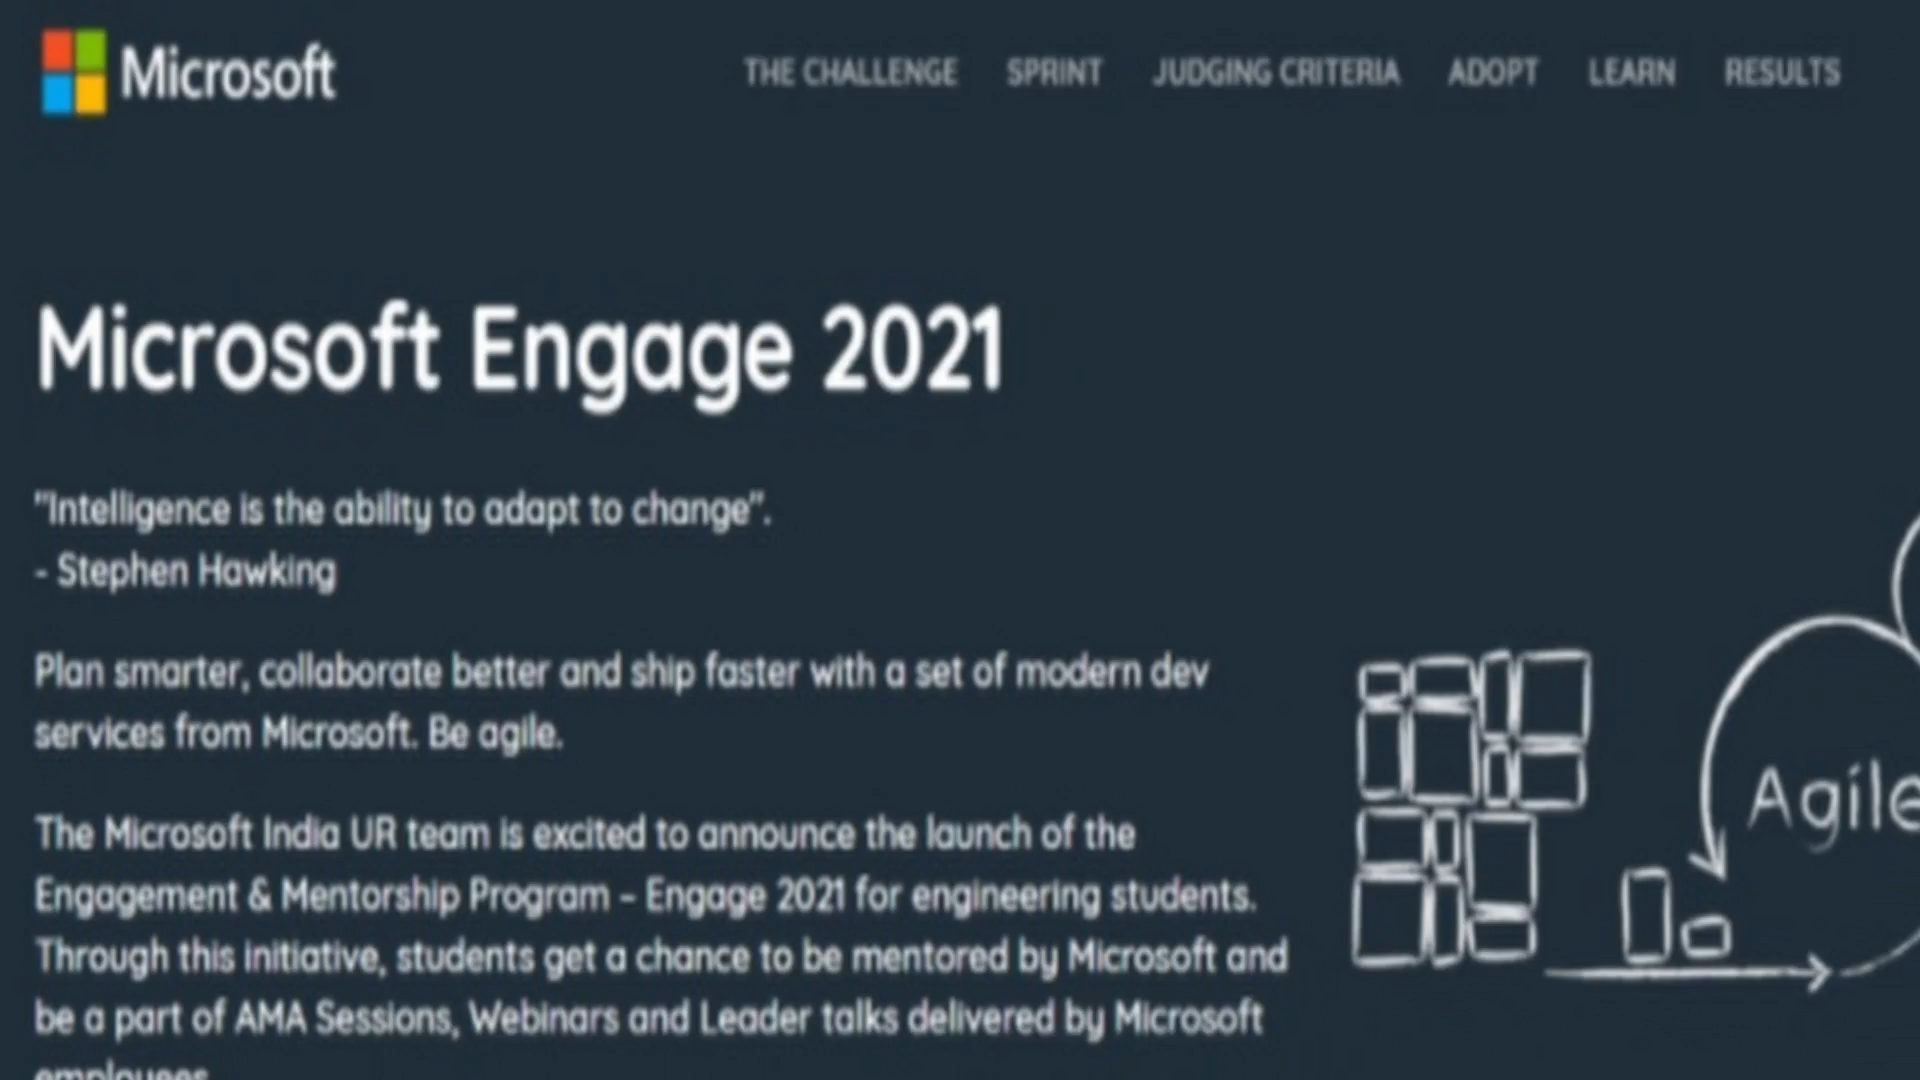 Microsoft
THE CHALLENGE SPRINT JUDGING CRITERIA ADOPT LEARN RESULTS
Microsoft Engage 2021
"Intelligence is the ability to adapt to change".
- Stephen Hawking
Plan smarter, collaborate better and ship faster with a set of modern dev
services from Microsoft. Be agile.
The Microsoft India UR team is excited to announce the launch of the
Engagement & Mentorship Program – Engage 2021 for engineering students.
Through this initiative, students get a chance to be mentored by Microsoft and
be a part of AMA Sessions, Webinars and Leader talks delivered by Microsoft
employees
Agile